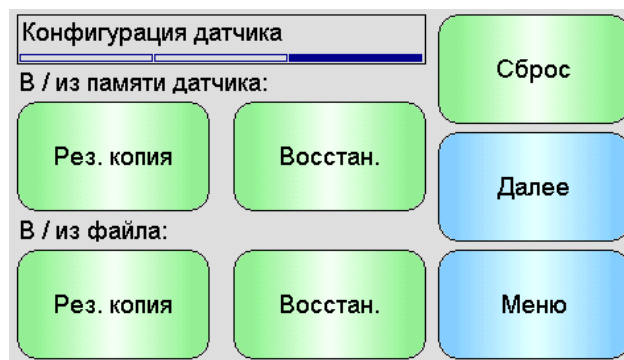 Конфигурация датчика
Сброс
В / из памяти датчика:
Рез. копия
Восстан.
Далее
В / из файла:
Рез. копия
Восстан.
Меню